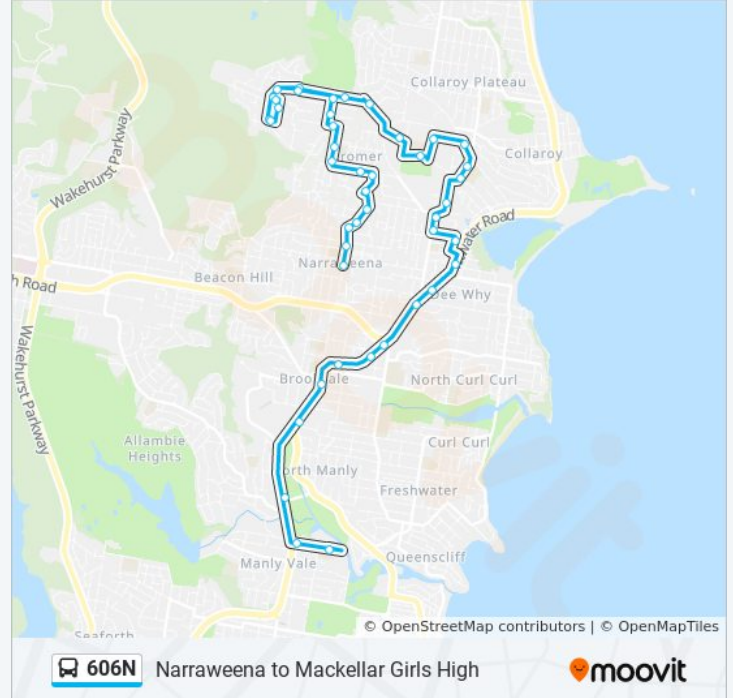 Collaroy Plateau
Wakehurst Parkway
Cromer
Collaroy
water Road
Narraweena
h Road
Beacon Hill
Dee Why
Wakehurst Parkway
Brookvale
North Curl Curl
Allambie
Heights
Curl Curl
orth Manly
Freshwater
Queenscliff
Manly Vale
Seaforth
© OpenStreetMap contributors | © OpenMapTiles
606N Narraweena to Mackellar Girls High
moovit